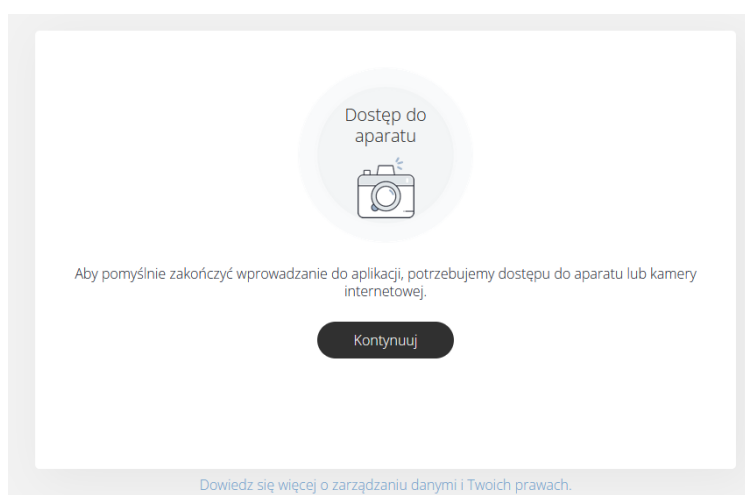 Dostęp do
aparatu
Aby pomyślnie zakończyć wprowadzanie do aplikacji, potrzebujemy dostępu do aparatu lub kamery
internetowej.
Kontynuuj
Dowiedz się więcej o zarządzaniu danymi i Twoich prawach.